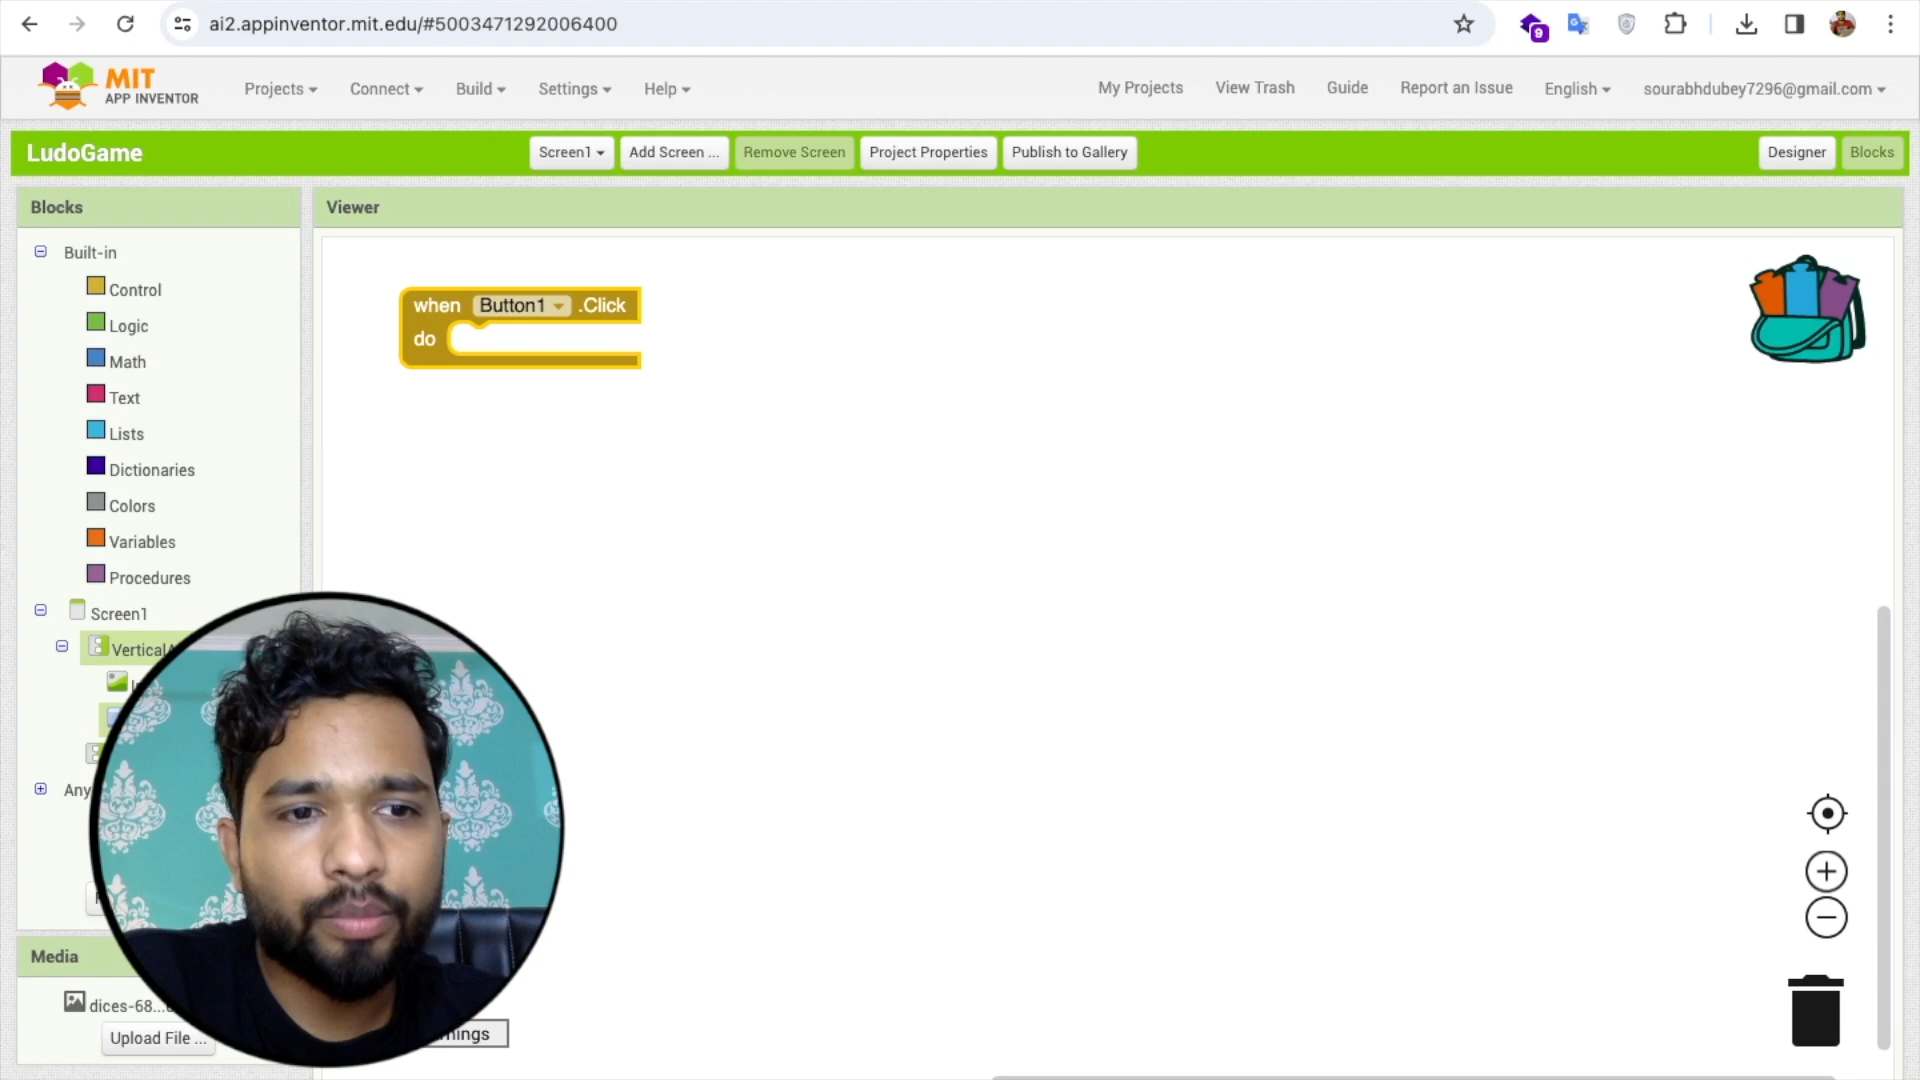 ai2.appinventor.mit.edu/#5003471292006400
9
MIT
APP INVENTOR
Projects
Connect
Build
Settings
Help
My Projects
View Trash
Guide
Report an Issue
English
sourabhdubey7296@gmail.com
LudoGame
Screen1
Add Screen ...
Remove Screen
Project Properties
Publish to Gallery
Designer
Blocks
Blocks
Viewer
Built-in
Control
Logic
Math
Text
Lists
Dictionaries
Colors
Variables
Procedures
Screen1
Any
when Button1 .Click
do
Media
dices-68...
Upload File ...